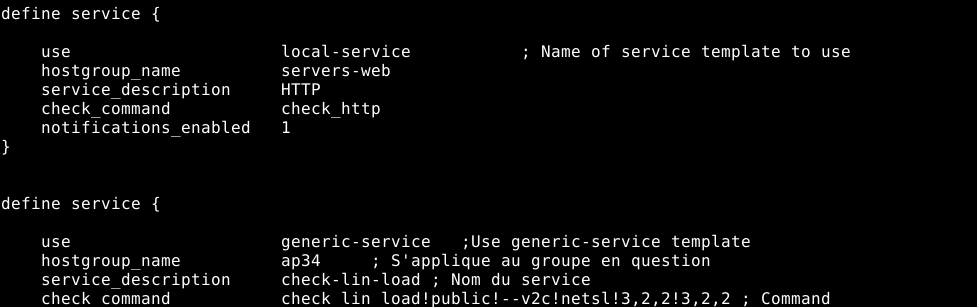 define service {
use local-service ; Name of service template to use
hostgroup_name servers-web
service_description HTTP
check_command check_http
notifications_enabled 1
}
define service {
use generic-service ;Use generic-service template
hostgroup_name ap34 ; S'applique au groupe en question
service_description check-lin-load ; Nom du service
check_command check_lin_load!public!--v2c!netsl!3,2,2!3,2,2 ; Command